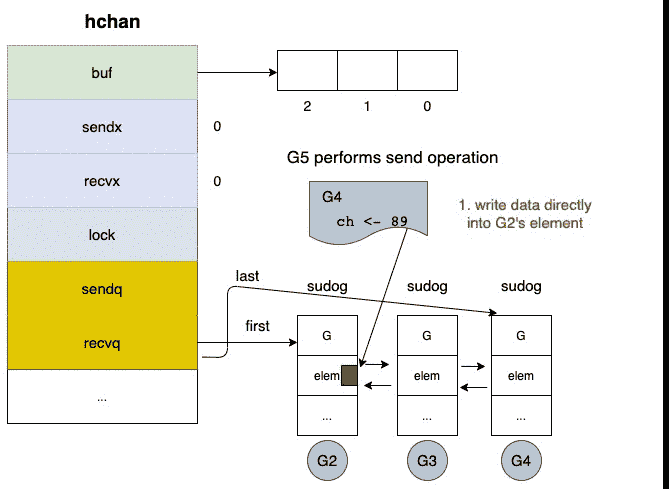 hchan
buf
2 1 0
sendx 0
G5 performs send operation
recvx 0
G4
ch <- 89
1. write data directly
into G2's element
lock
last
sendq
sudog sudog sudog
recvq
first
G G G
elem elem elem
... ... ... ...
G2 G3 G4